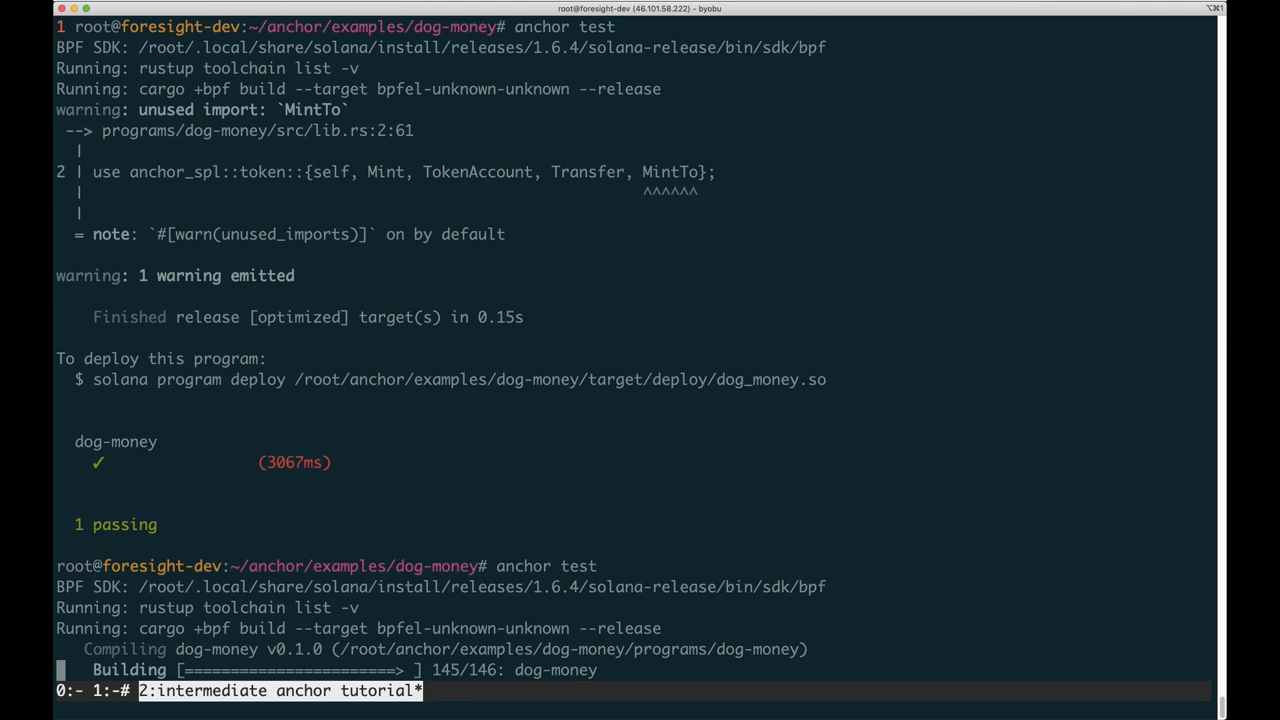 root@foresight-dev (46.101.58.222) - byobu
⌥⌘1
1 root@foresight-dev:~/anchor/examples/dog-money# anchor test
BPF SDK: /root/.local/share/solana/install/releases/1.6.4/solana-release/bin/sdk/bpf
Running: rustup toolchain list -v
Running: cargo +bpf build --target bpfel-unknown-unknown --release
warning: unused import: `MintTo`
 --> programs/dog-money/src/lib.rs:2:61
  |
2 | use anchor_spl::token::{self, Mint, TokenAccount, Transfer, MintTo};
  |                                                             ^^^^^^
  |
  = note: `#[warn(unused_imports)]` on by default
warning: 1 warning emitted
    Finished release [optimized] target(s) in 0.15s
To deploy this program:
  $ solana program deploy /root/anchor/examples/dog-money/target/deploy/dog_money.so
  dog-money
    ✓                 (3067ms)
  1 passing
root@foresight-dev:~/anchor/examples/dog-money# anchor test
BPF SDK: /root/.local/share/solana/install/releases/1.6.4/solana-release/bin/sdk/bpf
Running: rustup toolchain list -v
Running: cargo +bpf build --target bpfel-unknown-unknown --release
   Compiling dog-money v0.1.0 (/root/anchor/examples/dog-money/programs/dog-money)
    Building [=======================> ] 145/146: dog-money
0:- 1:-# 2:intermediate anchor tutorial*